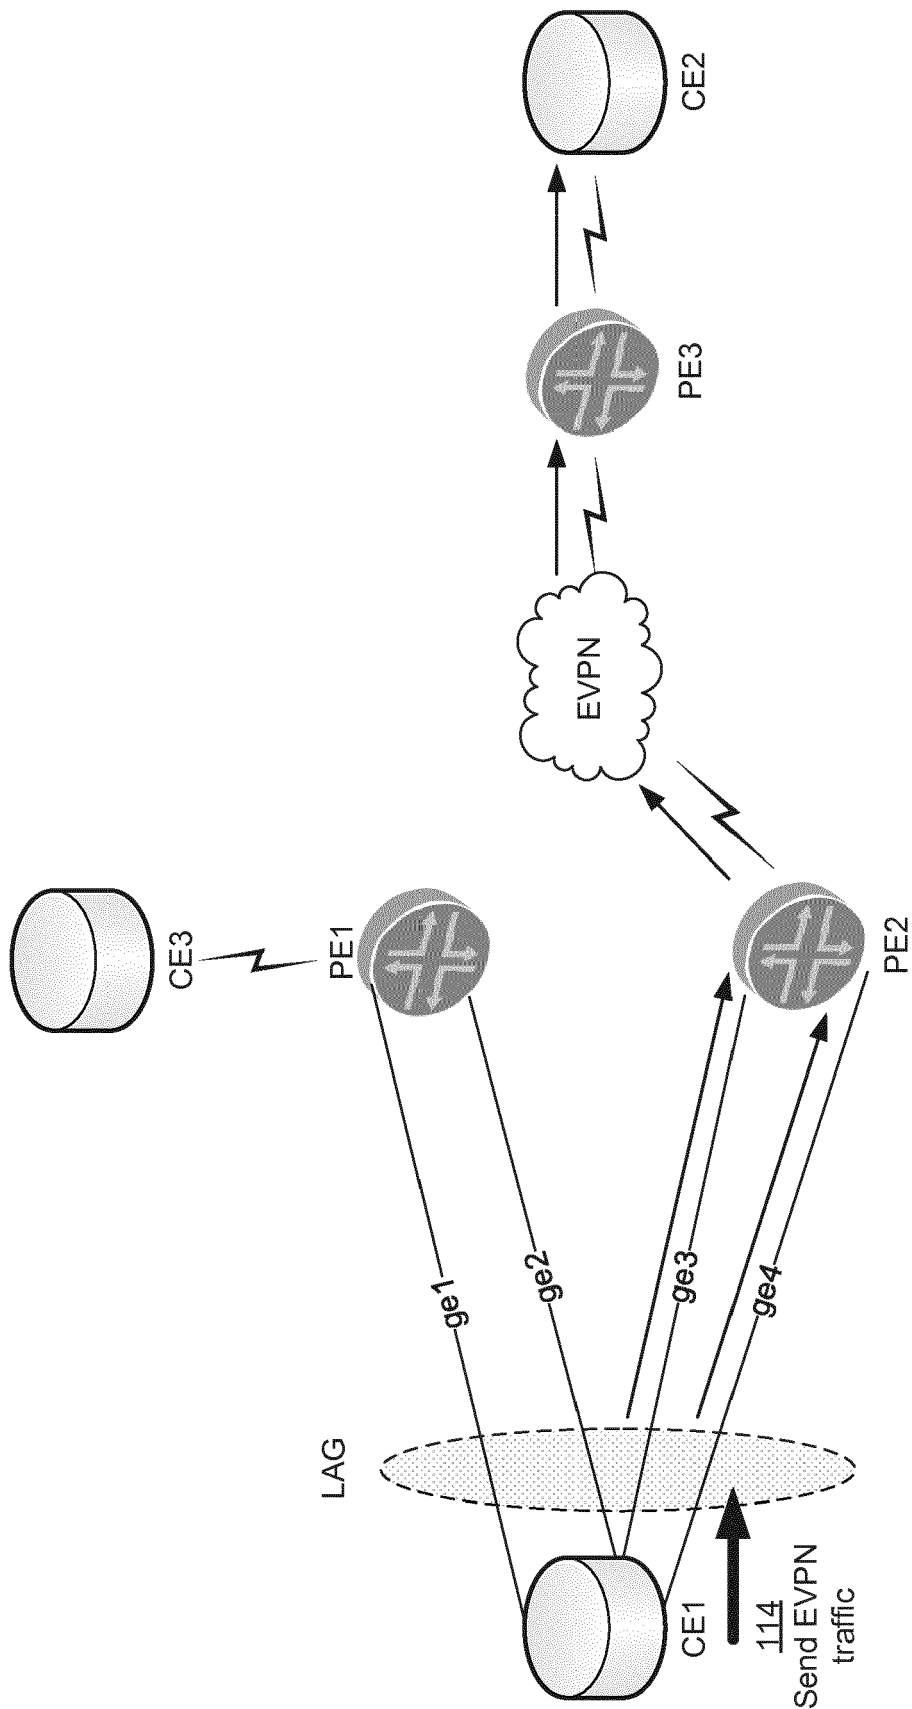 CE3
PE1
LAG
ge1
ge2
ge3
ge4
CE1
114
Send EVPN
traffic
PE2
EVPN
PE3
CE2